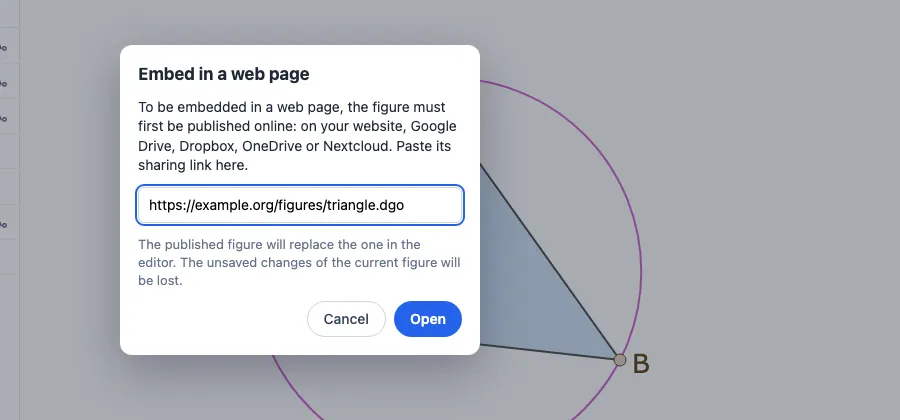 Embed in a web page
To be embedded in a web page, the figure must
first be published online: on your website, Google
Drive, Dropbox, OneDrive or Nextcloud. Paste its
sharing link here.
https://example.org/figures/triangle.dgo
The published figure will replace the one in the
editor. The unsaved changes of the current figure will
be lost.
Cancel
Open
B